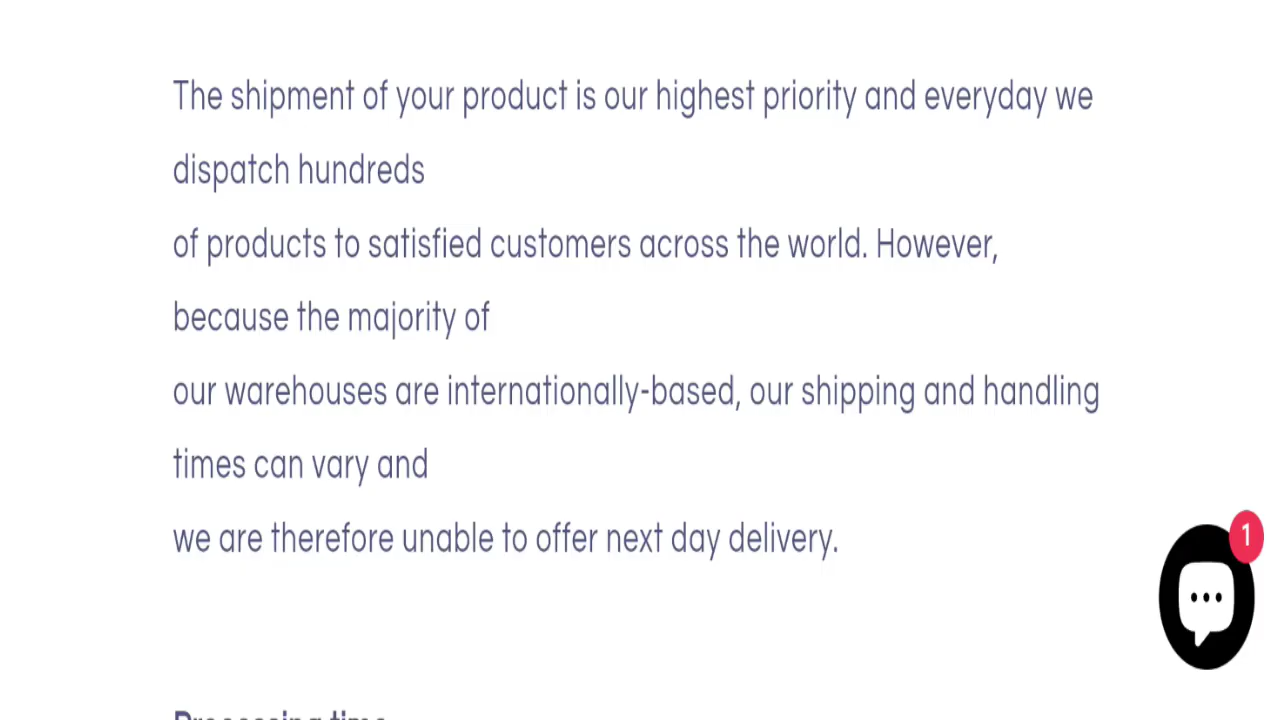 The shipment of your product is our highest priority and everyday we
dispatch hundreds
of products to satisfied customers across the world. However,
because the majority of
our warehouses are internationally-based, our shipping and handling
times can vary and
we are therefore unable to offer next day delivery.
1
Processing time